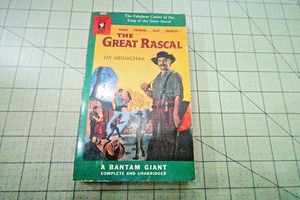 The Fabulous Career of the
King of the Dime Novel
THE
GREAT RASCAL
JAY MONAGHAN
A BANTAM GIANT
COMPLETE AND UNABRIDGED